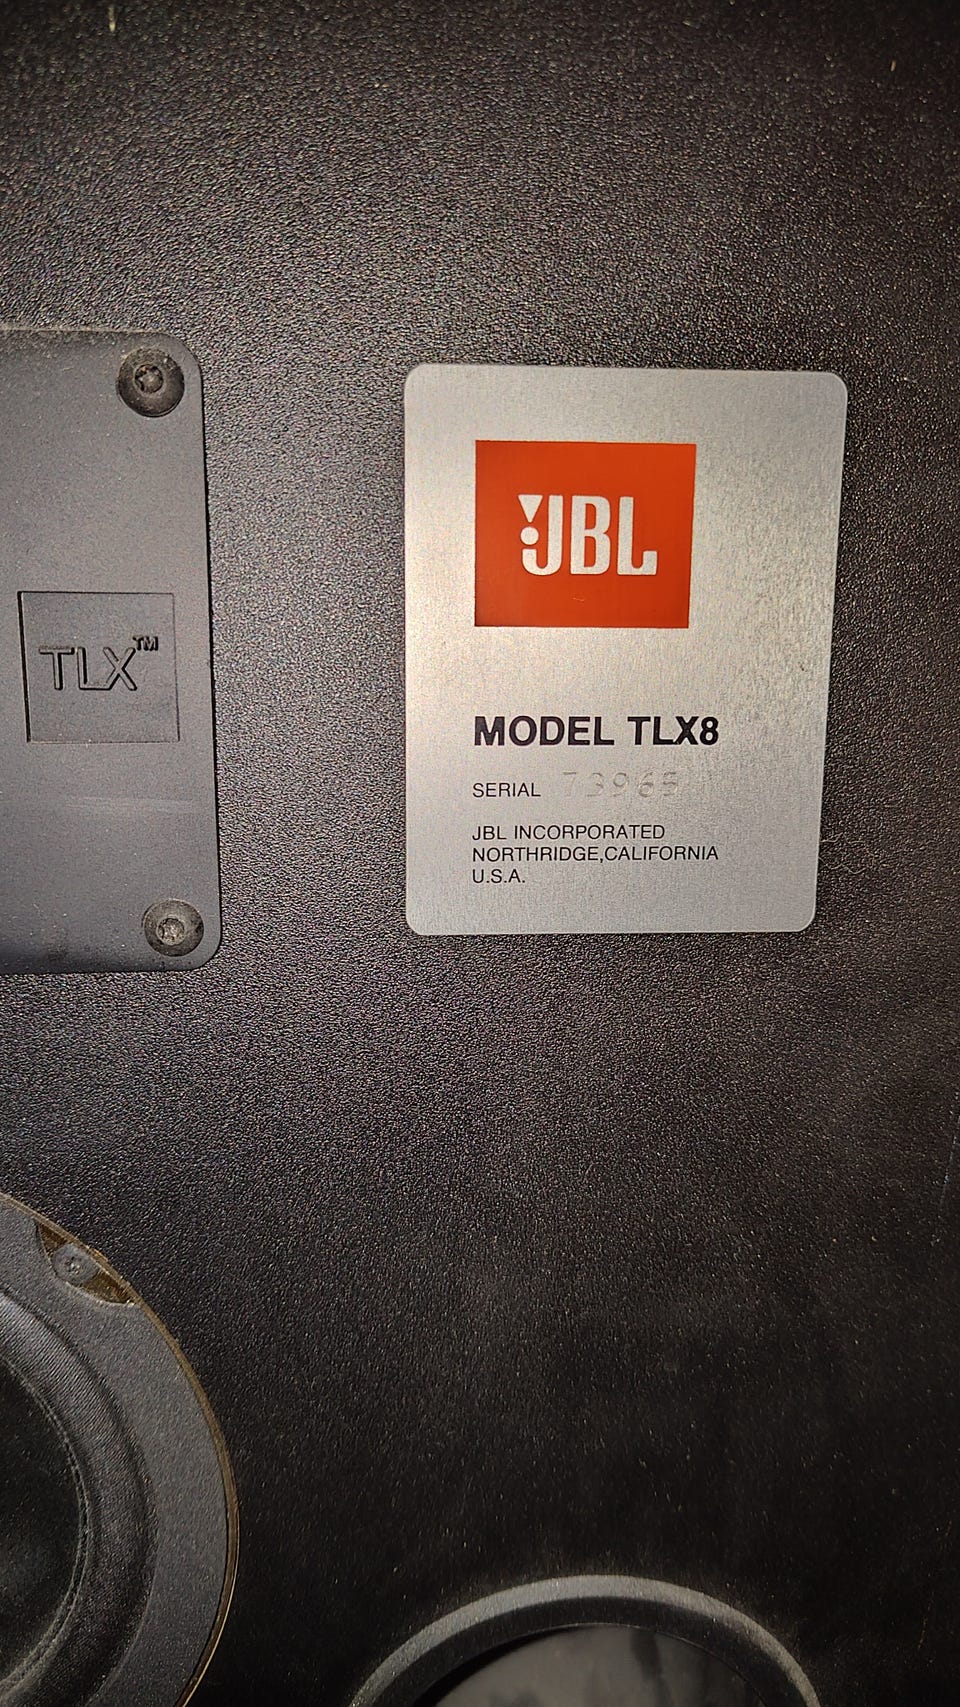 TLX™
JBL
MODEL TLX8
SERIAL 73965
JBL INCORPORATED
NORTHRIDGE,CALIFORNIA
U.S.A.